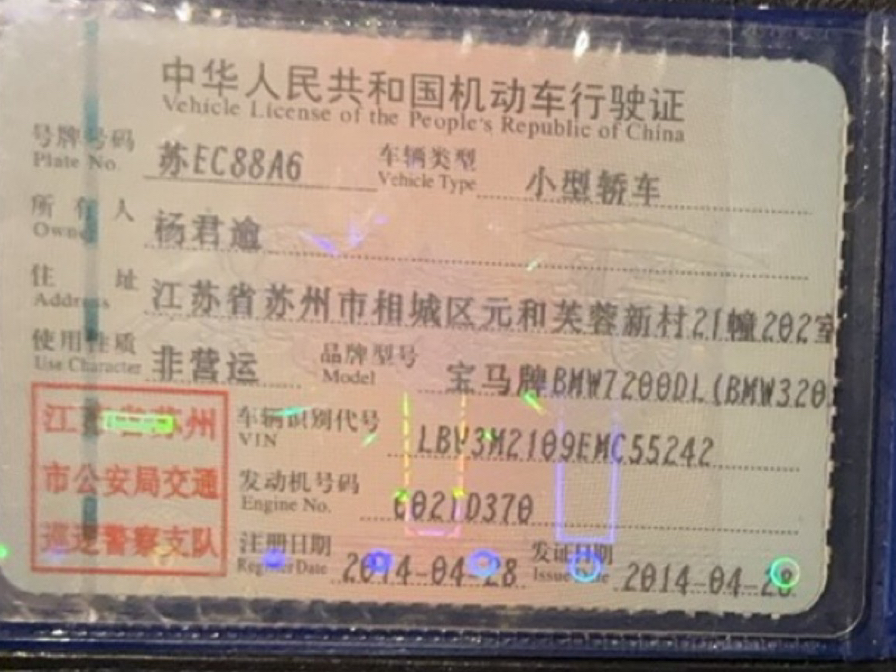 中华人民共和国机动车行驶证
Vehicle License of the People's Republic of China
号牌号码 苏EC88A6 车辆类型 小型轿车
Plate No. Vehicle Type
所有人 杨君逾
Owner
住址 江苏省苏州市相城区元和芙蓉新村21幢202室
Address
使用性质 非营运 品牌型号 宝马牌BMW7200DL(BMW320
Use Character Model
江苏省苏州 车辆识别代号 LBV3M2109EMC55242
VIN
市公安局交通 发动机号码
Engine No.
巡逻警察支队 注册日期 2014-04-28 发证日期 2014-04-28
Register Date Issue Date